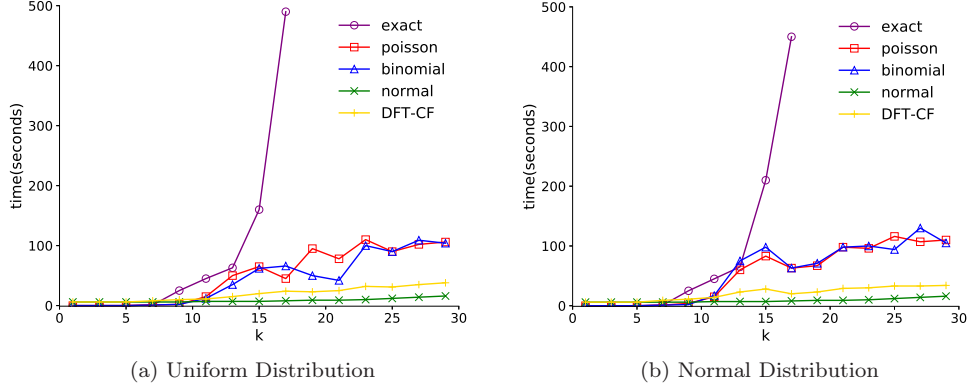 500
400
300
200
100
0
time(seconds)
0 5 10 15 20 25 30
k
exact
poisson
binomial
normal
DFT-CF
(a) Uniform Distribution
500
400
300
200
100
0
time(seconds)
0 5 10 15 20 25 30
k
exact
poisson
binomial
normal
DFT-CF
(b) Normal Distribution